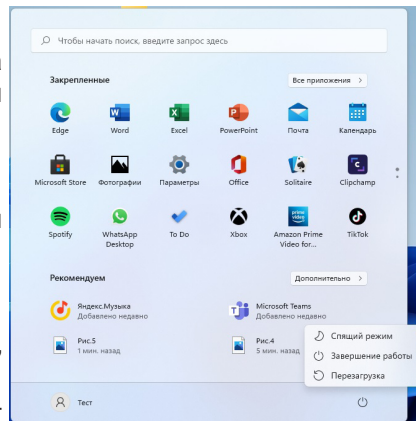 Чтобы начать поиск, введите запрос здесь
Закрепленные
Все приложения >
Edge
Word
Excel
PowerPoint
Почта
Календарь
Microsoft Store
Фотографии
Параметры
Office
Solitaire
Clipchamp
Spotify
WhatsApp
Desktop
To Do
Xbox
Amazon Prime
Video for...
TikTok
Рекомендуем
Дополнительно >
Яндекс.Музыка
Добавлено недавно
Microsoft Teams
Добавлено недавно
Рис.5
1 мин. назад
Рис.4
5 мин. назад
Спящий режим
Завершение работы
Перезагрузка
Тест